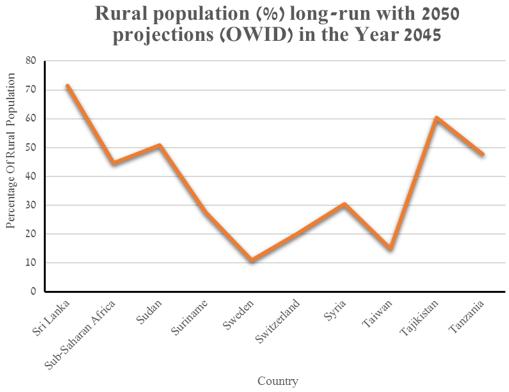 Rural population (%) long-run with 2050
projections (OWID) in the Year 2045
Percentage Of Rural Population
80
70
60
50
40
30
20
10
0
Sri Lanka
Sub-Saharan Africa
Sudan
Suriname
Sweden
Switzerland
Syria
Taiwan
Tajikistan
Tanzania
Country